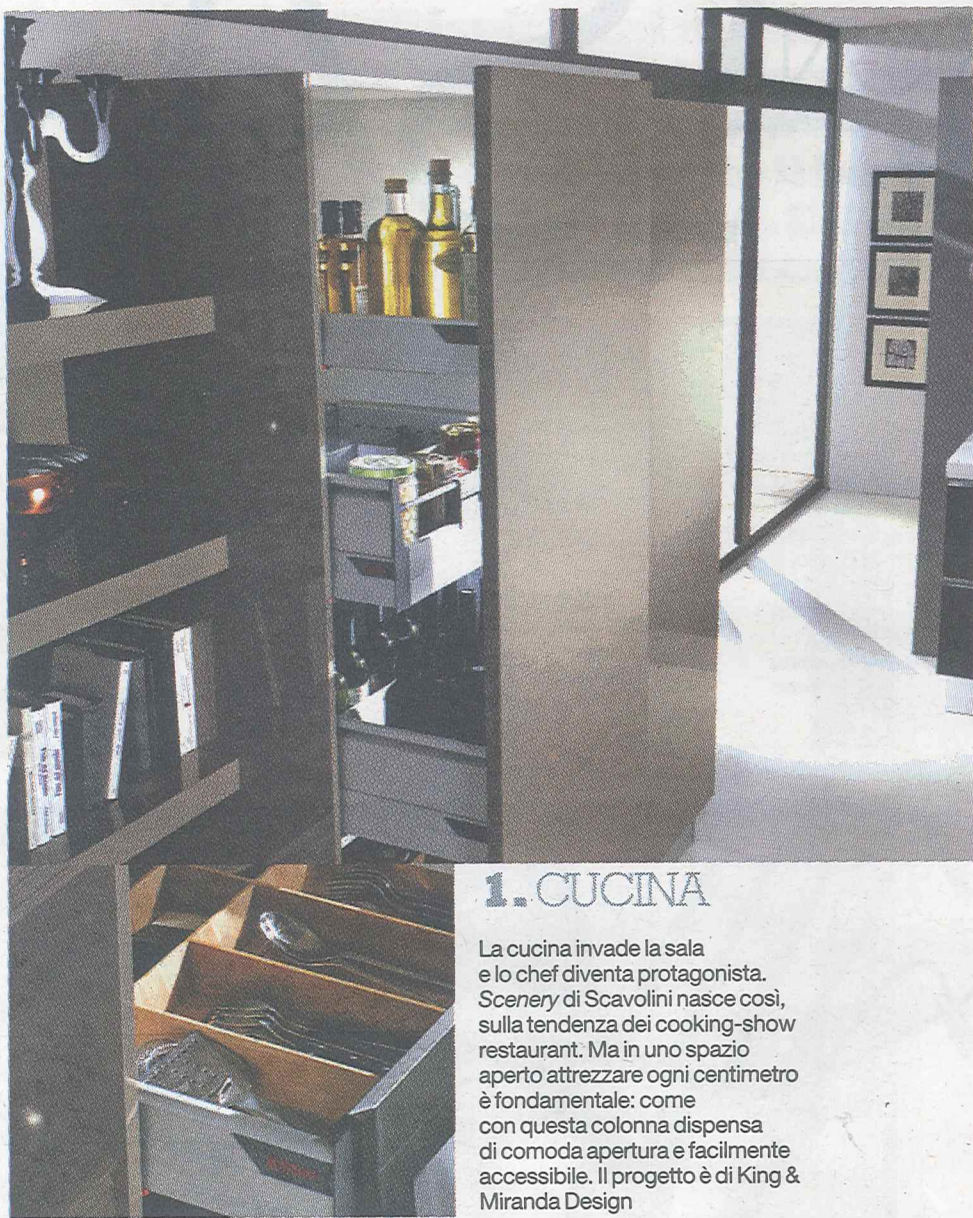 1. CUCINA
La cucina invade la sala
e lo chef diventa protagonista.
Scenery di Scavolini nasce così,
sulla tendenza dei cooking-show
restaurant. Ma in uno spazio
aperto attrezzare ogni centimetro
è fondamentale: come
con questa colonna dispensa
di comoda apertura e facilmente
accessibile. Il progetto è di King &
Miranda Design